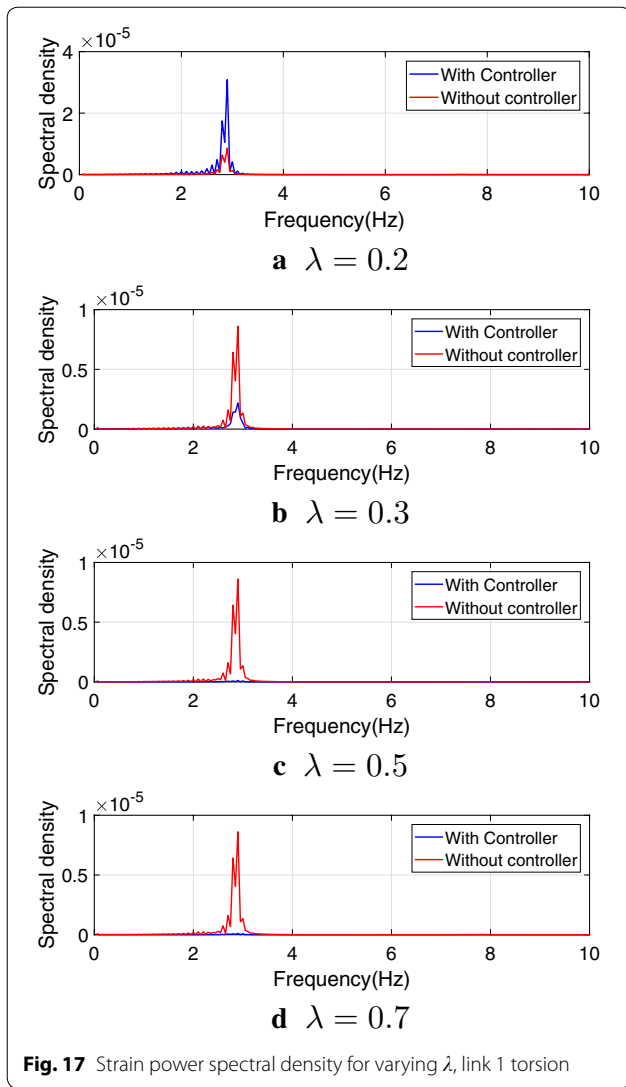 ×10-5
4
2
0
Spectral density
With Controller
Without controller
2 4 6 8 10
0
Frequency(Hz)
a λ = 0.2
×10-5
1
0.5
0
Spectral density
With Controller
Without controller
0 2 4 6 8 10
Frequency(Hz)
b λ = 0.3
×10-5
1
0.5
0
Spectral density
With Controller
Without controller
0 2 4 6 8 10
Frequency(Hz)
c λ = 0.5
×10-5
1
0.5
0
Spectral density
With Controller
Without controller
0 2 4 6 8 10
Frequency(Hz)
d λ = 0.7
Fig. 17 Strain power spectral density for varying λ, link 1 torsion